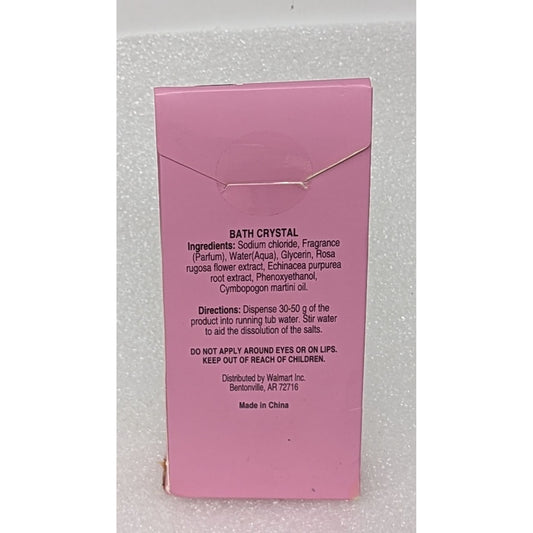 BATH CRYSTAL
Ingredients: Sodium chloride, Fragrance
(Parfum), Water(Aqua), Glycerin, Rosa
rugosa flower extract, Echinacea purpurea
root extract, Phenoxyethanol,
Cymbopogon martini oil.
Directions: Dispense 30-50 g of the
product into running tub water. Stir water
to aid the dissolution of the salts.
DO NOT APPLY AROUND EYES OR ON LIPS.
KEEP OUT OF REACH OF CHILDREN.
Distributed by Walmart Inc.
Bentonville, AR 72716
Made in China